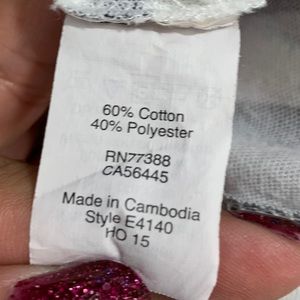 60% Cotton
40% Polyester
RN77388
CA56445
Made in Cambodia
Style E4140
HO 15